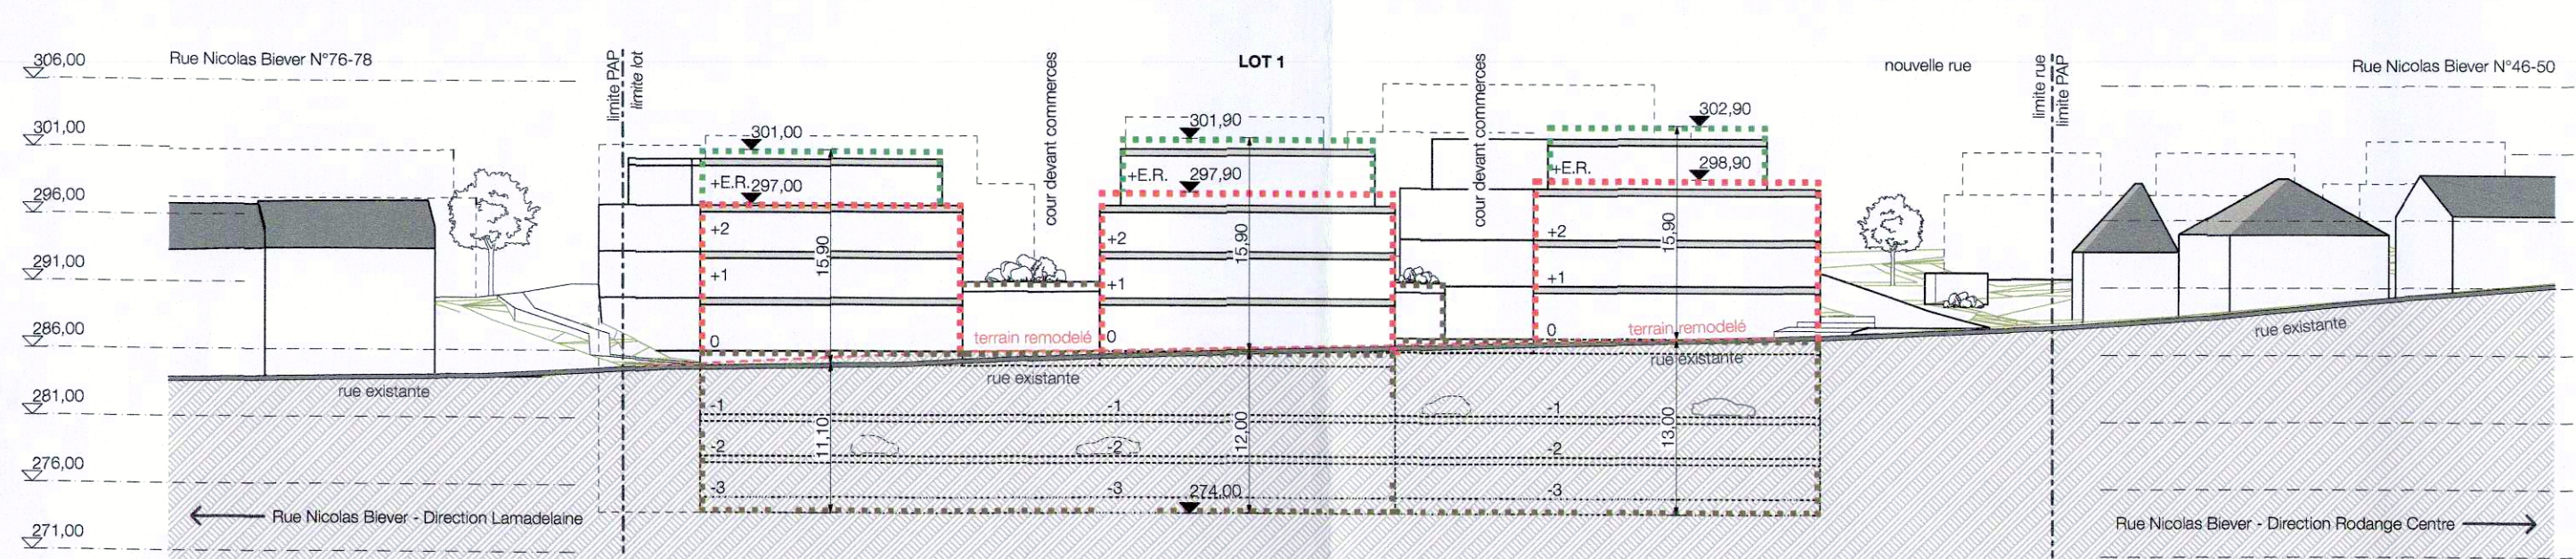 306,00
Rue Nicolas Biever N°76-78
limite PAP
limite lot
cour devant commerces
LOT 1
cour devant commerces
nouvelle rue
limite rue
limite PAP
Rue Nicolas Biever N°46-50
301,00
301,00
301,90
302,90
296,00
+E.R.
297,00
+E.R.
297,90
+E.R.
298,90
291,00
+2
+1
0
15,90
+2
+1
0
15,90
+2
+1
0
15,90
286,00
terrain remodelé
terrain remodelé
rue existante
rue existante
rue existante
rue existante
281,00
-1
-1
-1
276,00
-2
-2
-2
11,10
12,00
13,00
-3
-3
274,00
-3
271,00
Rue Nicolas Biever - Direction Lamadelaine
Rue Nicolas Biever - Direction Rodange Centre